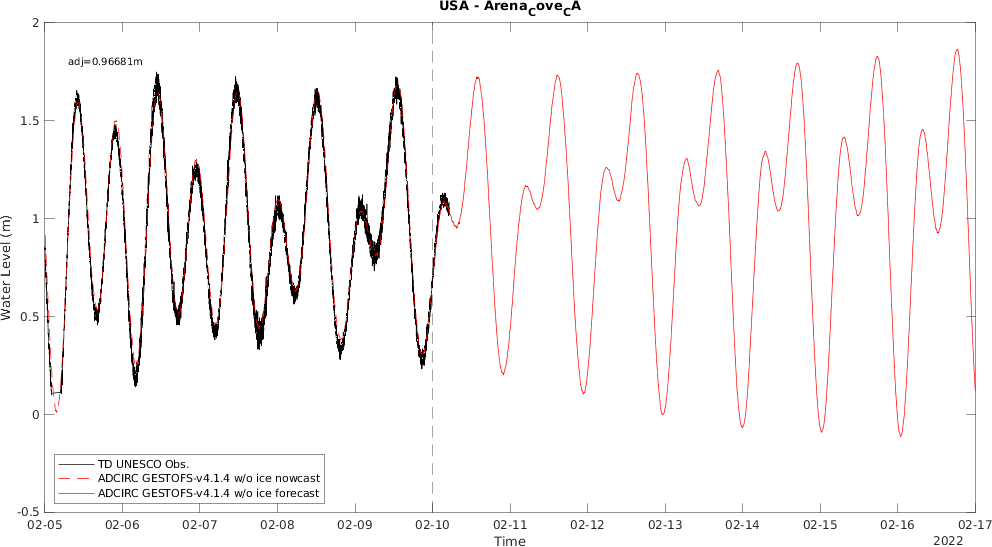 USA - ArenaCoveCA
adj=0.96681m
2
1.5
1
0.5
0
-0.5
Water Level (m)
TD UNESCO Obs.
ADCIRC GESTOFS-v4.1.4 w/o ice nowcast
ADCIRC GESTOFS-v4.1.4 w/o ice forecast
02-05 02-06 02-07 02-08 02-09 02-10 02-11 02-12 02-13 02-14 02-15 02-16 02-17
Time
2022